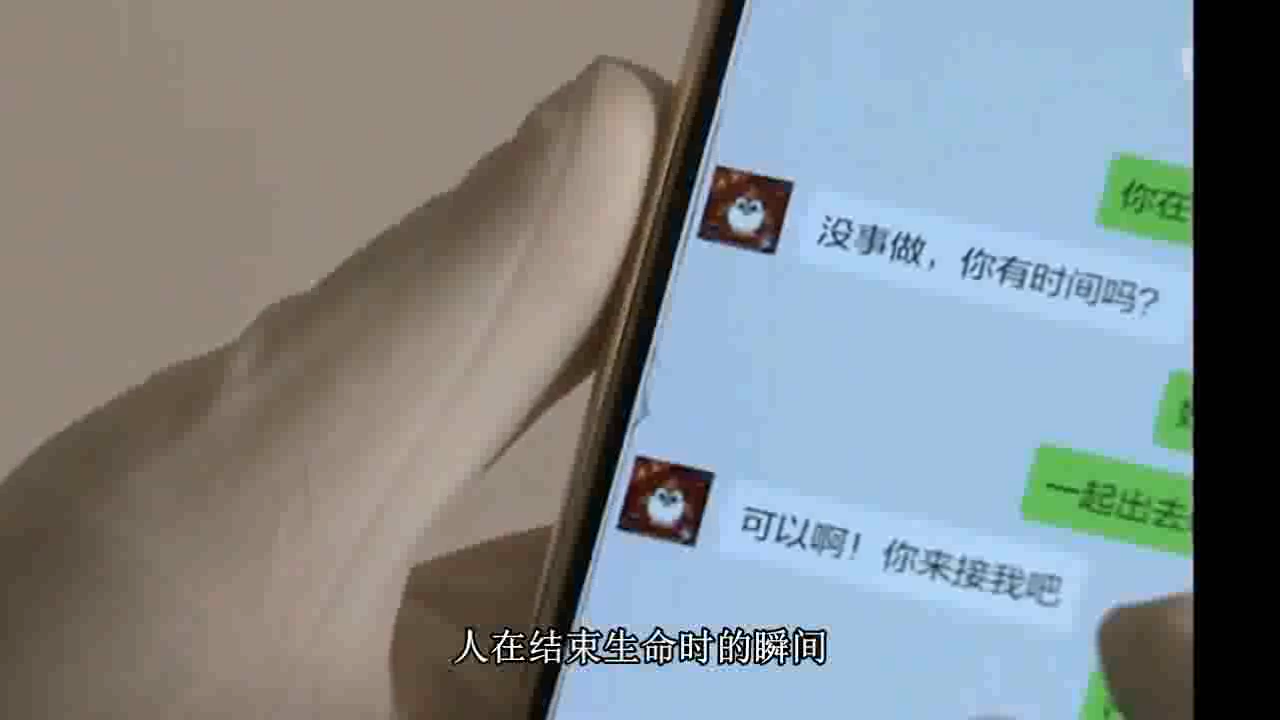 你在
没事做，你有时间吗？
一起出去
可以啊！你来接我吧
人在结束生命时的瞬间